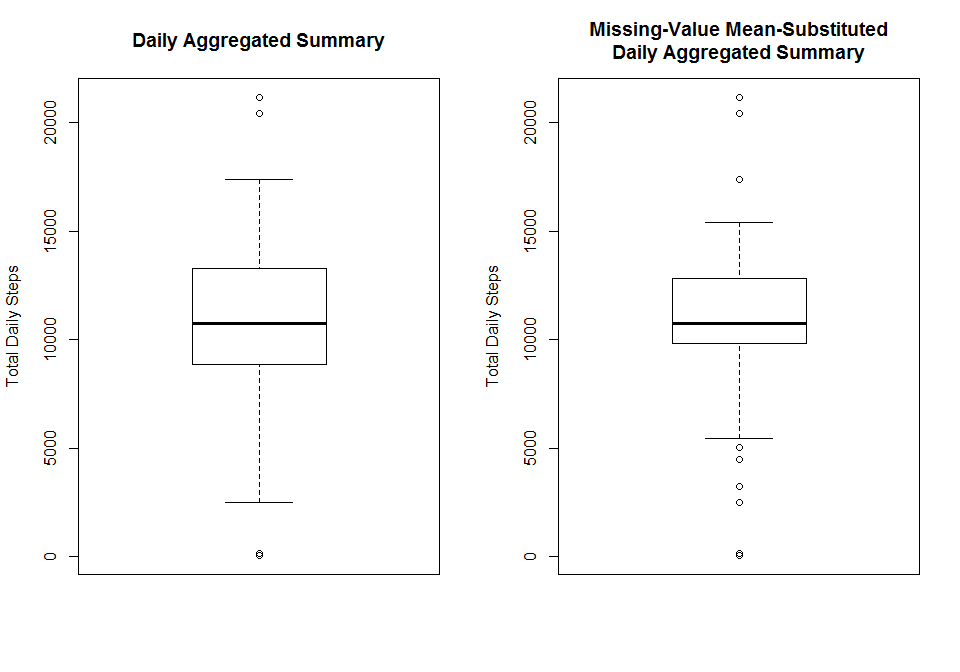 Daily Aggregated Summary
Total Daily Steps
20000
15000
10000
5000
0
Missing-Value Mean-Substituted
Daily Aggregated Summary
Total Daily Steps
20000
15000
10000
5000
0